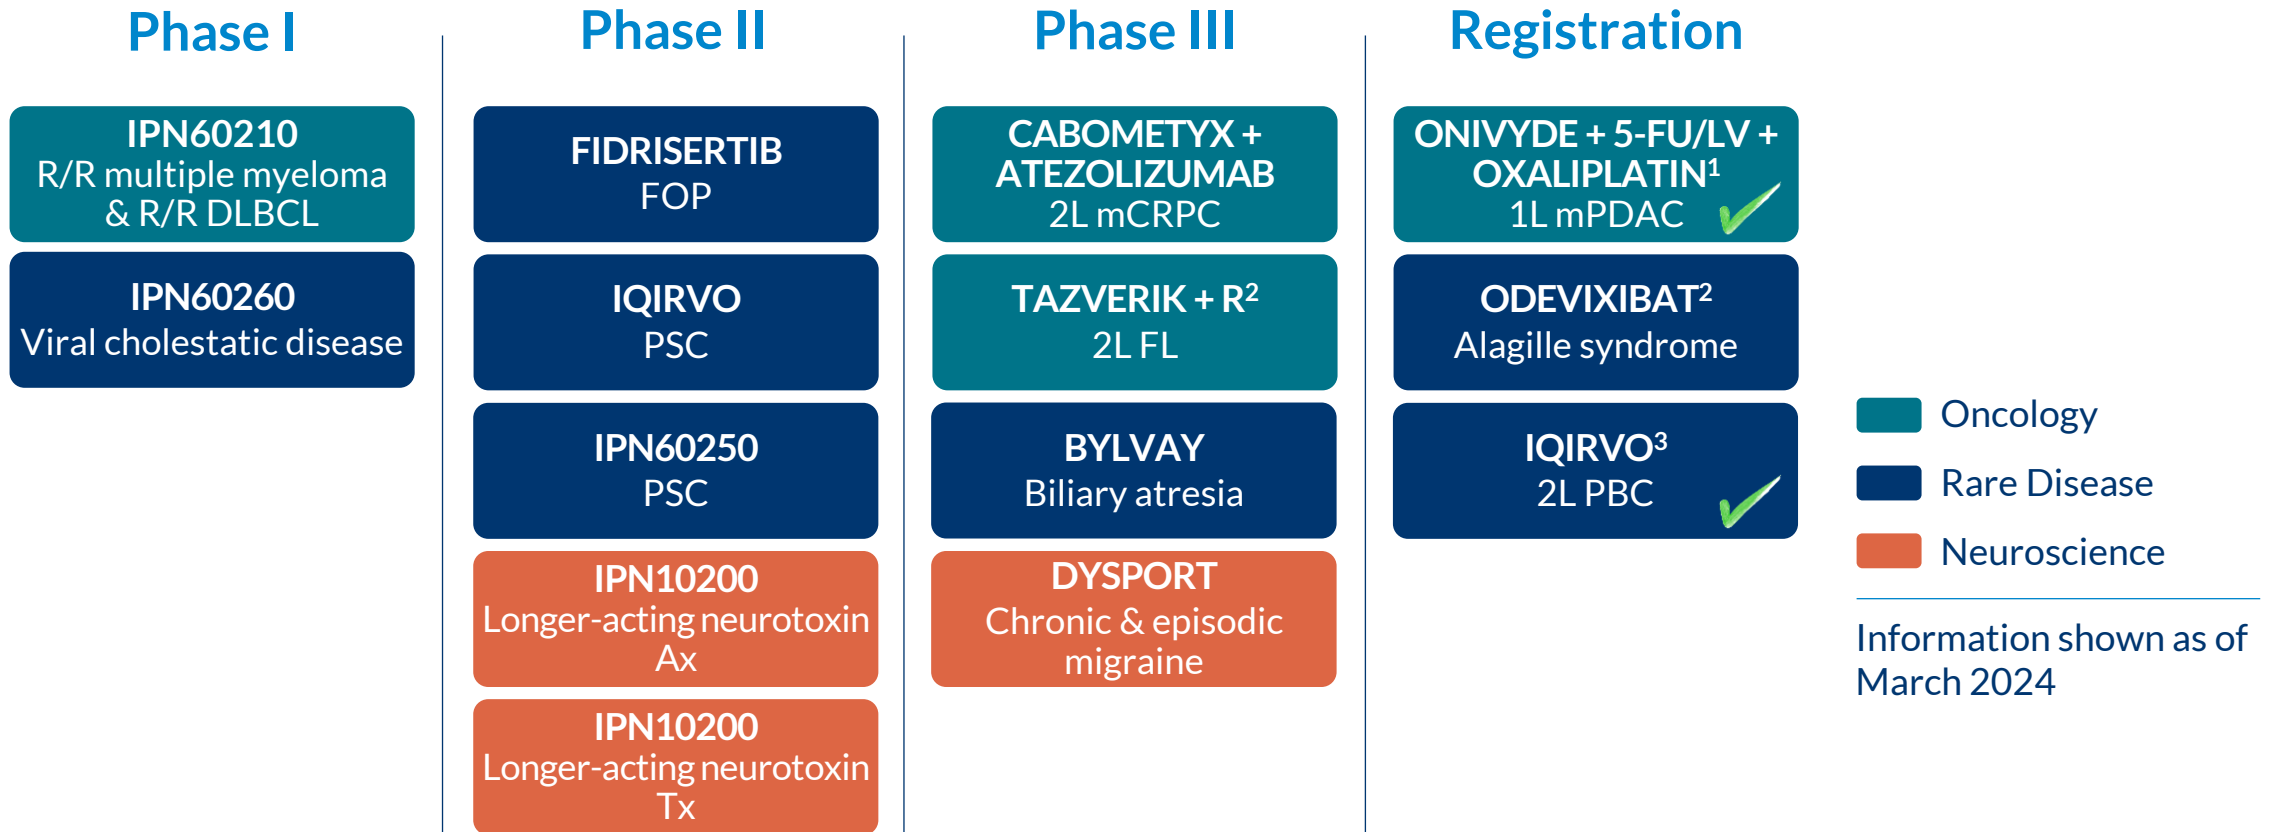 Phase I
IPN60210
R/R multiple myeloma
& R/R DLBCL
IPN60260
Viral cholestatic disease
Phase II
FIDRISERTIB
FOP
IQIRVO
PSC
IPN60250
PSC
IPN10200
Longer-acting neurotoxin
Ax
IPN10200
Longer-acting neurotoxin
Tx
Phase III
CABOMETYX +
ATEZOLIZUMAB
2L mCRPC
TAZVERIK + R²
2L FL
BYLVAY
Biliary atresia
DYSPORT
Chronic & episodic
migraine
Registration
ONIVYDE + 5-FU/LV +
OXALIPLATIN¹
1L mPDAC
ODEVIXIBAT²
Alagille syndrome
IQIRVO³
2L PBC
Oncology
Rare Disease
Neuroscience
Information shown as of
March 2024